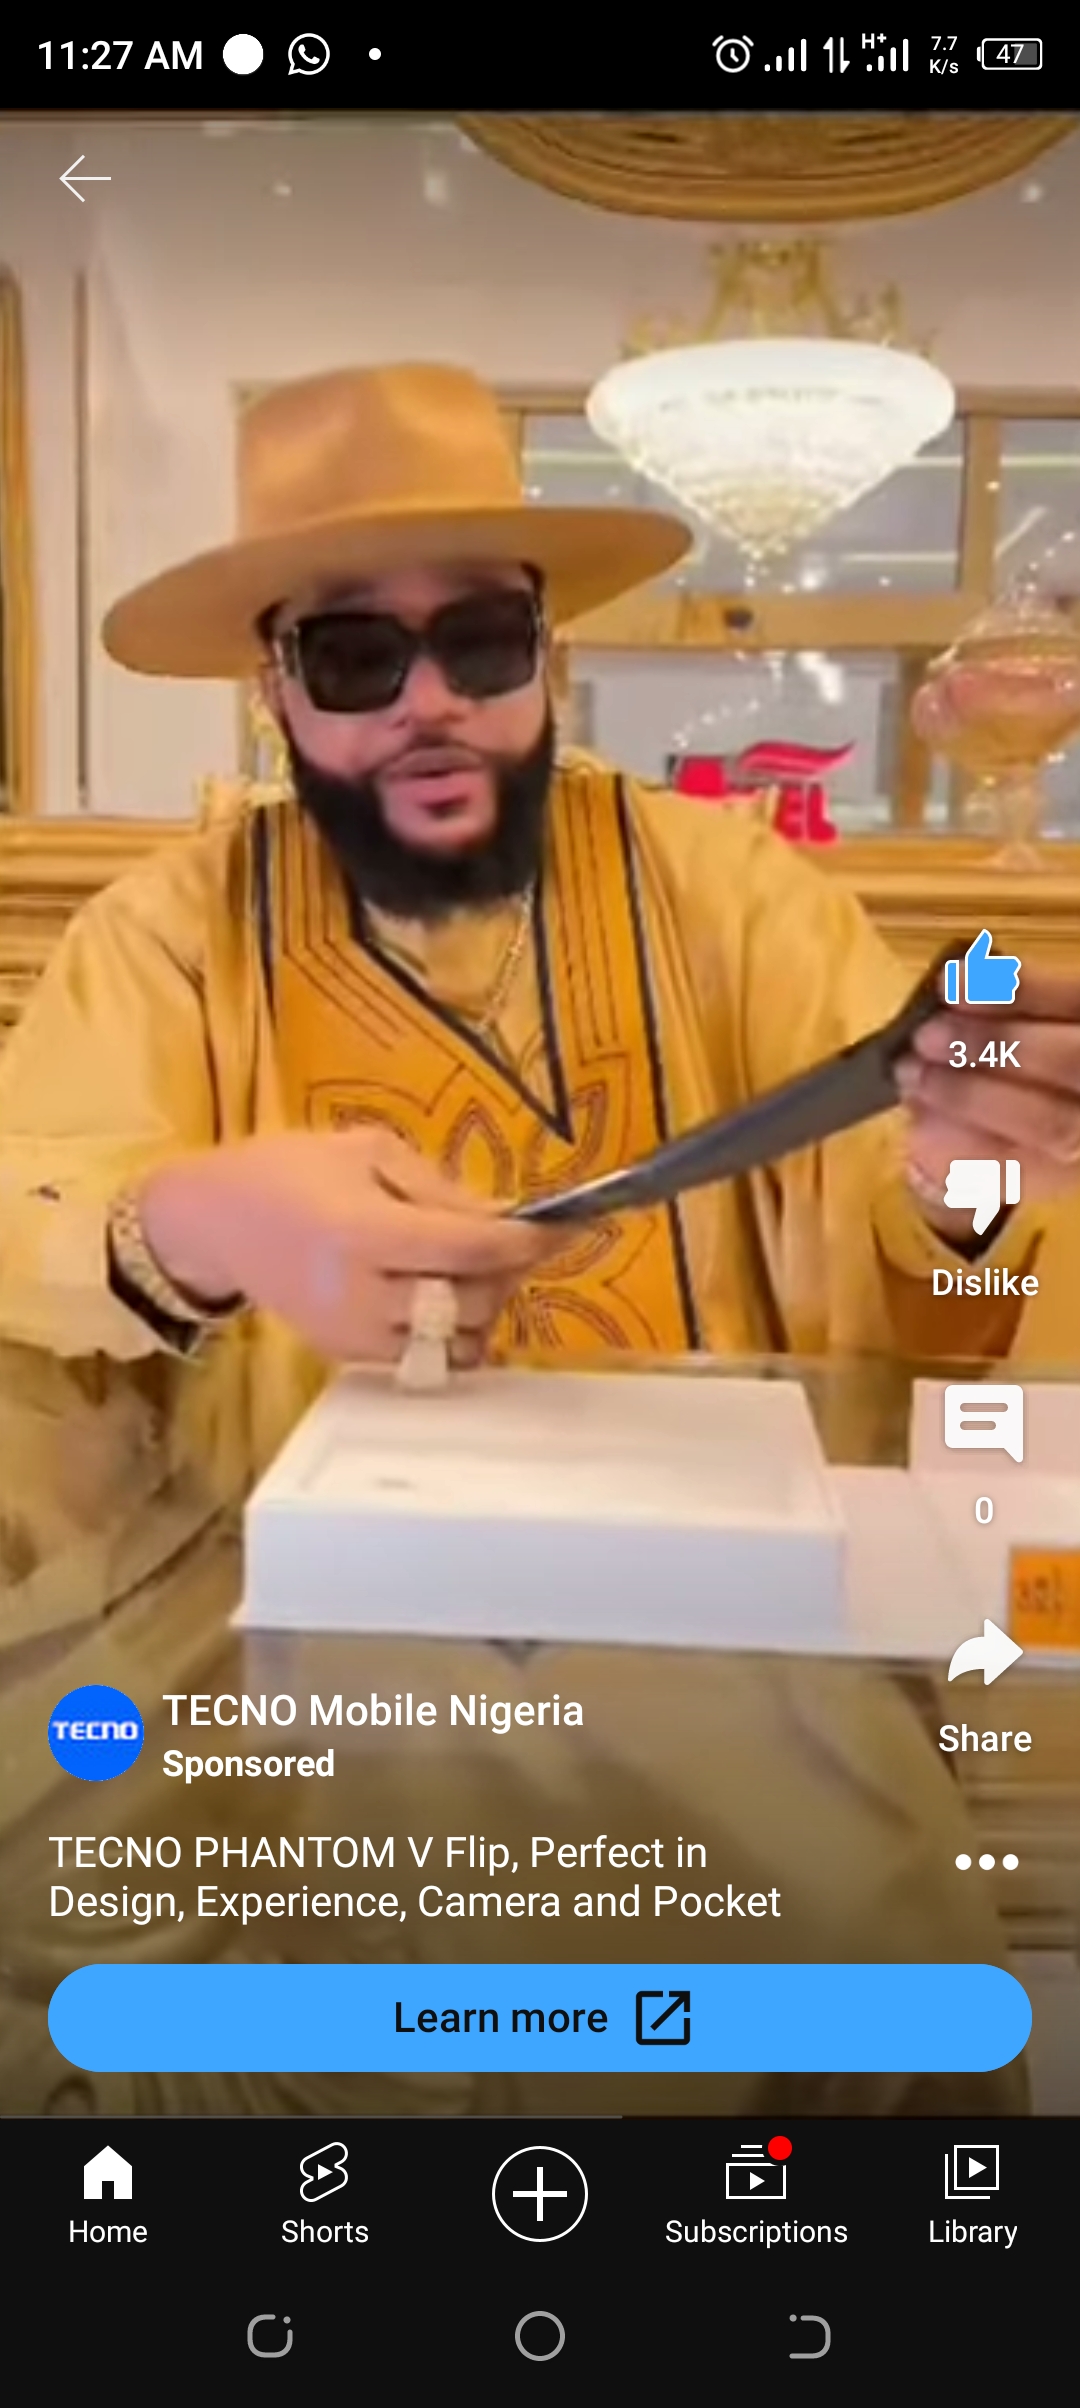 11:27 AM
H+
7.7
K/s
47
3.4K
Dislike
0
Share
TECNO
TECNO Mobile Nigeria
Sponsored
TECNO PHANTOM V Flip, Perfect in
Design, Experience, Camera and Pocket
Learn more
Home
Shorts
Subscriptions
Library